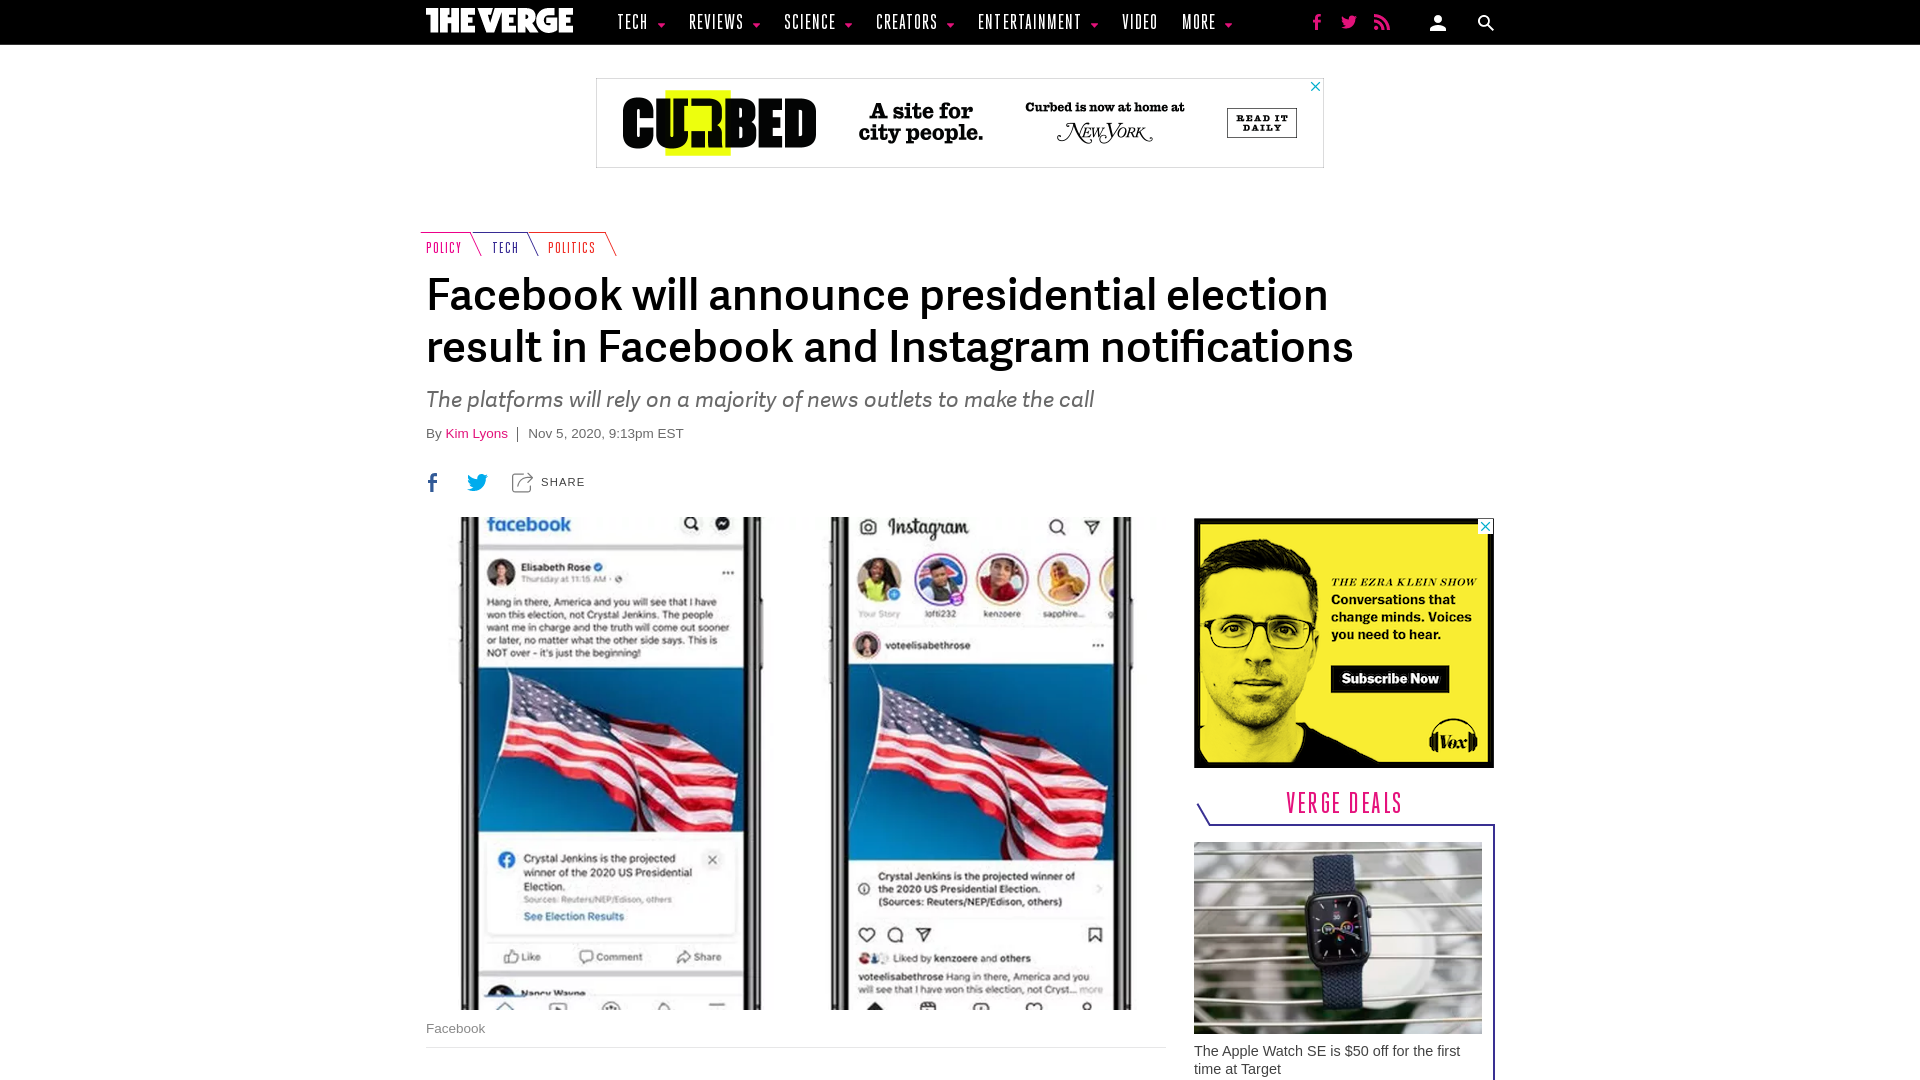 THE VERGE
TECH REVIEWS SCIENCE CREATORS ENTERTAINMENT VIDEO MORE
CURBED
A site for
city people.
Curbed is now at home at
NEW YORK
READ IT
DAILY
POLICY TECH POLITICS
Facebook will announce presidential election
result in Facebook and Instagram notifications
The platforms will rely on a majority of news outlets to make the call
By Kim Lyons | Nov 5, 2020, 9:13pm EST
SHARE
facebook
Elisabeth Rose
Thursday at 11:15 AM
Hang in there, America and you will see that I have
won this election, not Crystal Jenkins. The people
want me in charge and the truth will come out sooner
or later, no matter what the other side says. This is
NOT over - it's just the beginning!
Crystal Jenkins is the projected
winner of the 2020 US Presidential
Election.
Sources: Reuters/NEP/Edison, others
See Election Results
Like Comment Share
Nancy Wayne
Instagram
Your Story lofti232 kenzoere sapphire...
voteelisabethrose
Crystal Jenkins is the projected winner of
the 2020 US Presidential Election.
(Sources: Reuters/NEP/Edison, others)
Liked by kenzoere and others
voteelisabethrose Hang in there, America and you
will see that I have won this election, not Cryst... more
Facebook
THE EZRA KLEIN SHOW
Conversations that
change minds. Voices
you need to hear.
Subscribe Now
Vox
VERGE DEALS
The Apple Watch SE is $50 off for the first
time at Target